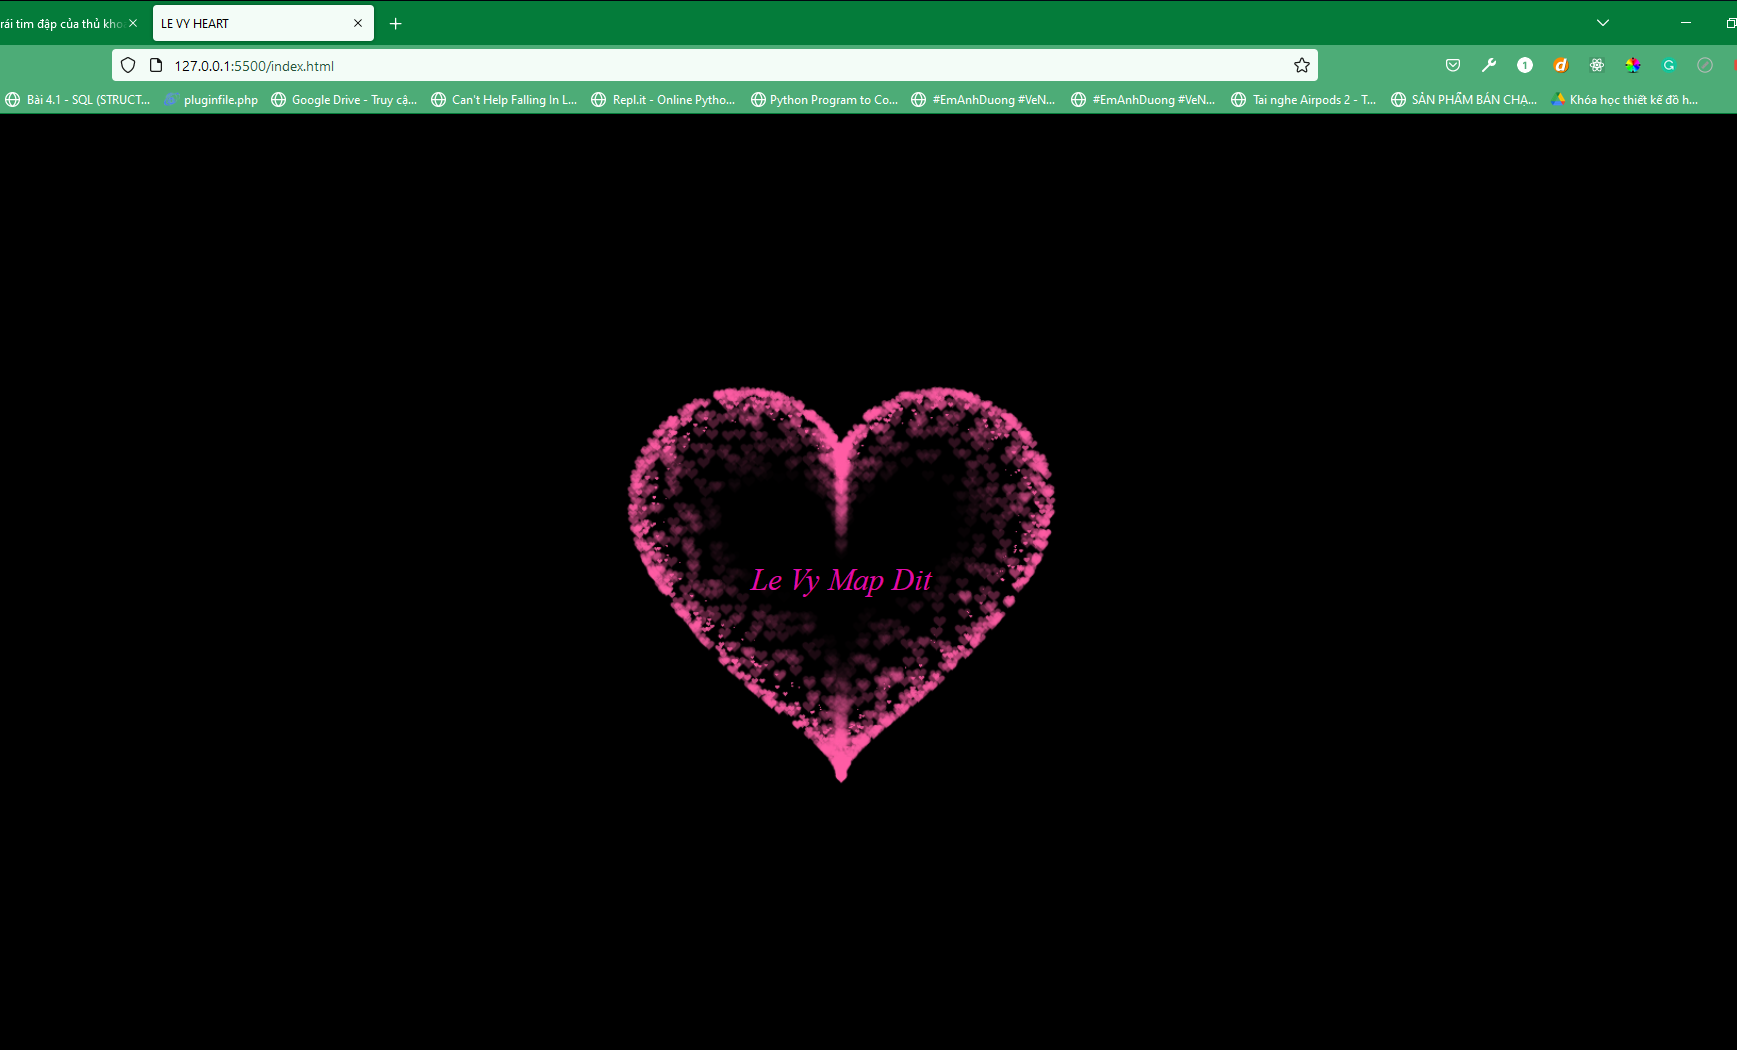 rái tim đập của thủ kho
LE VY HEART
127.0.0.1:5500/index.html
1
Bài 4.1 - SQL (STRUCT...
pluginfile.php
Google Drive - Truy cậ...
Can't Help Falling In L...
Repl.it - Online Pytho...
Python Program to Co...
#EmAnhDuong #VeN...
#EmAnhDuong #VeN...
Tai nghe Airpods 2 - T...
SẢN PHẨM BÁN CHẠ...
Khóa học thiết kế đồ h...
Le Vy Map Dit